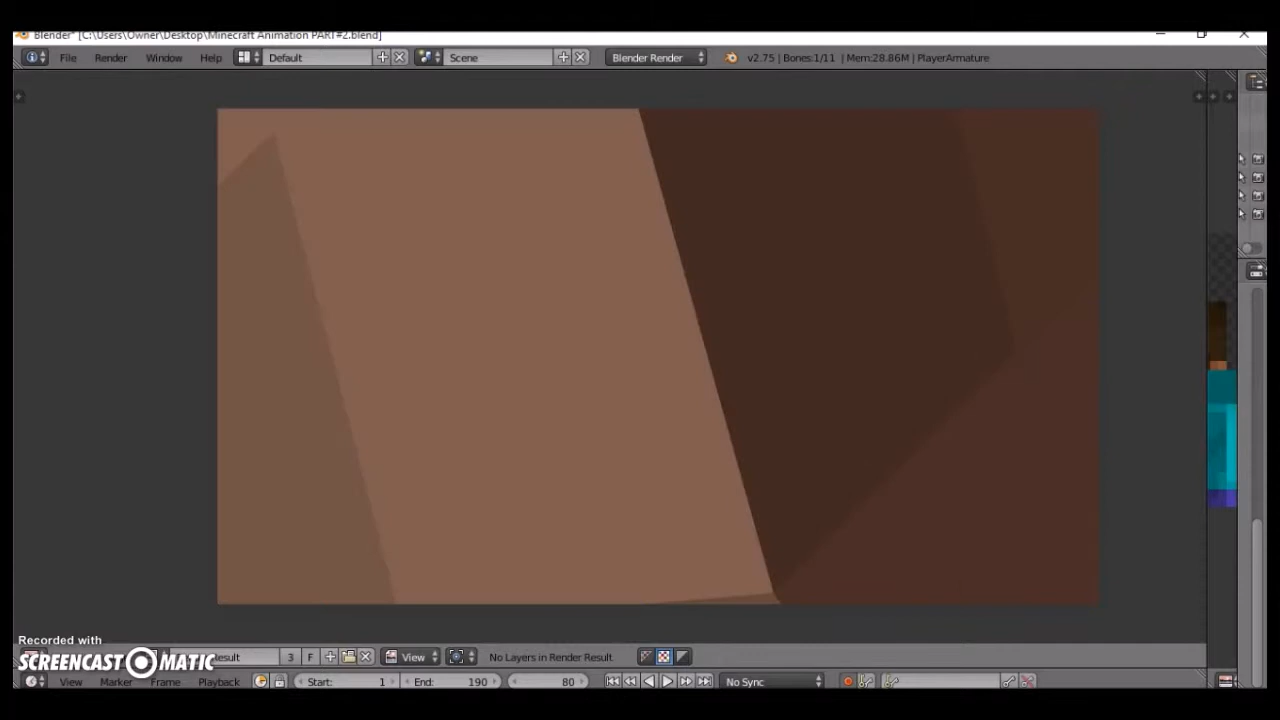 Blender* [C:\Users\Owner\Desktop\Minecraft Animation PART#2.blend]
File Render Window Help Default Scene Blender Render v2.75 | Bones:1/11 | Mem:28.86M | PlayerArmature
Recorded with
SCREENCAST MATIC
3 F View No Layers in Render Result
View Marker Frame Playback Start: 1 End: 190 80 No Sync